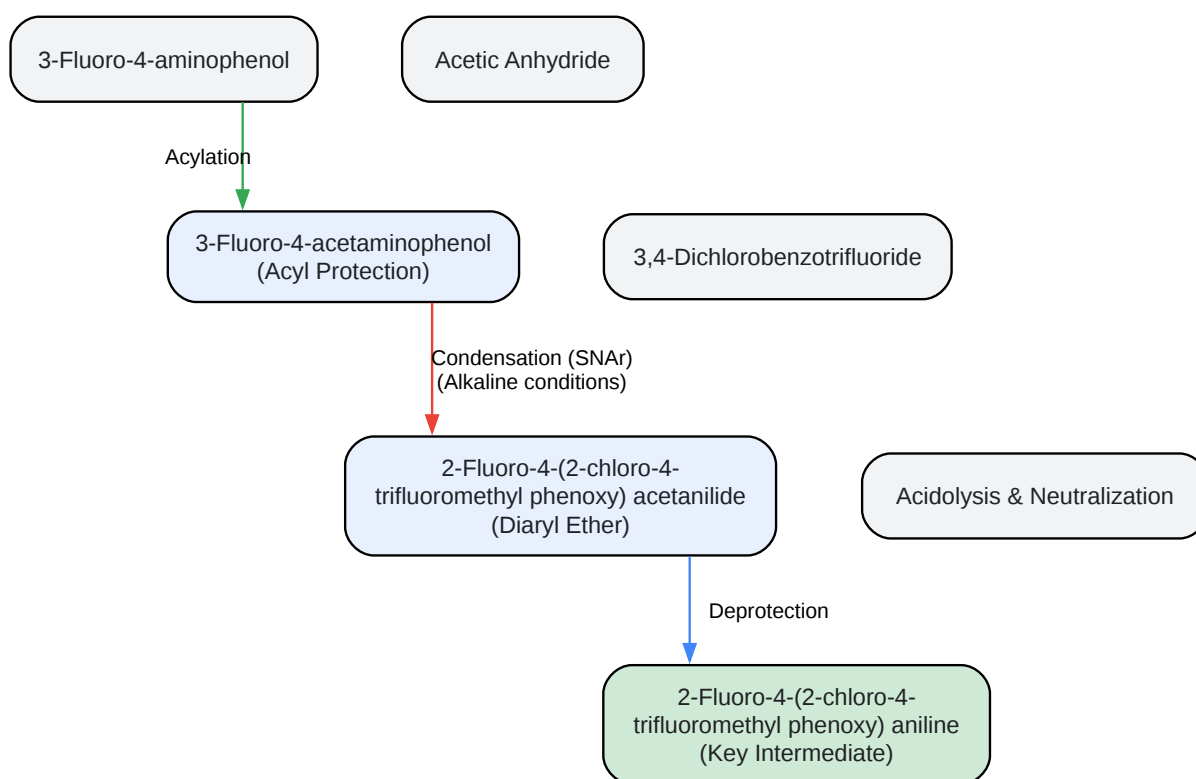 3-Fluoro-4-aminophenol
Acetic Anhydride
Acylation
3-Fluoro-4-acetaminophenol
(Acyl Protection)
3,4-Dichlorobenzotrifluoride
Condensation (SNAr)
(Alkaline conditions)
2-Fluoro-4-(2-chloro-4-
trifluoromethyl phenoxy) acetanilide
(Diaryl Ether)
Acidolysis & Neutralization
Deprotection
2-Fluoro-4-(2-chloro-4-
trifluoromethyl phenoxy) aniline
(Key Intermediate)